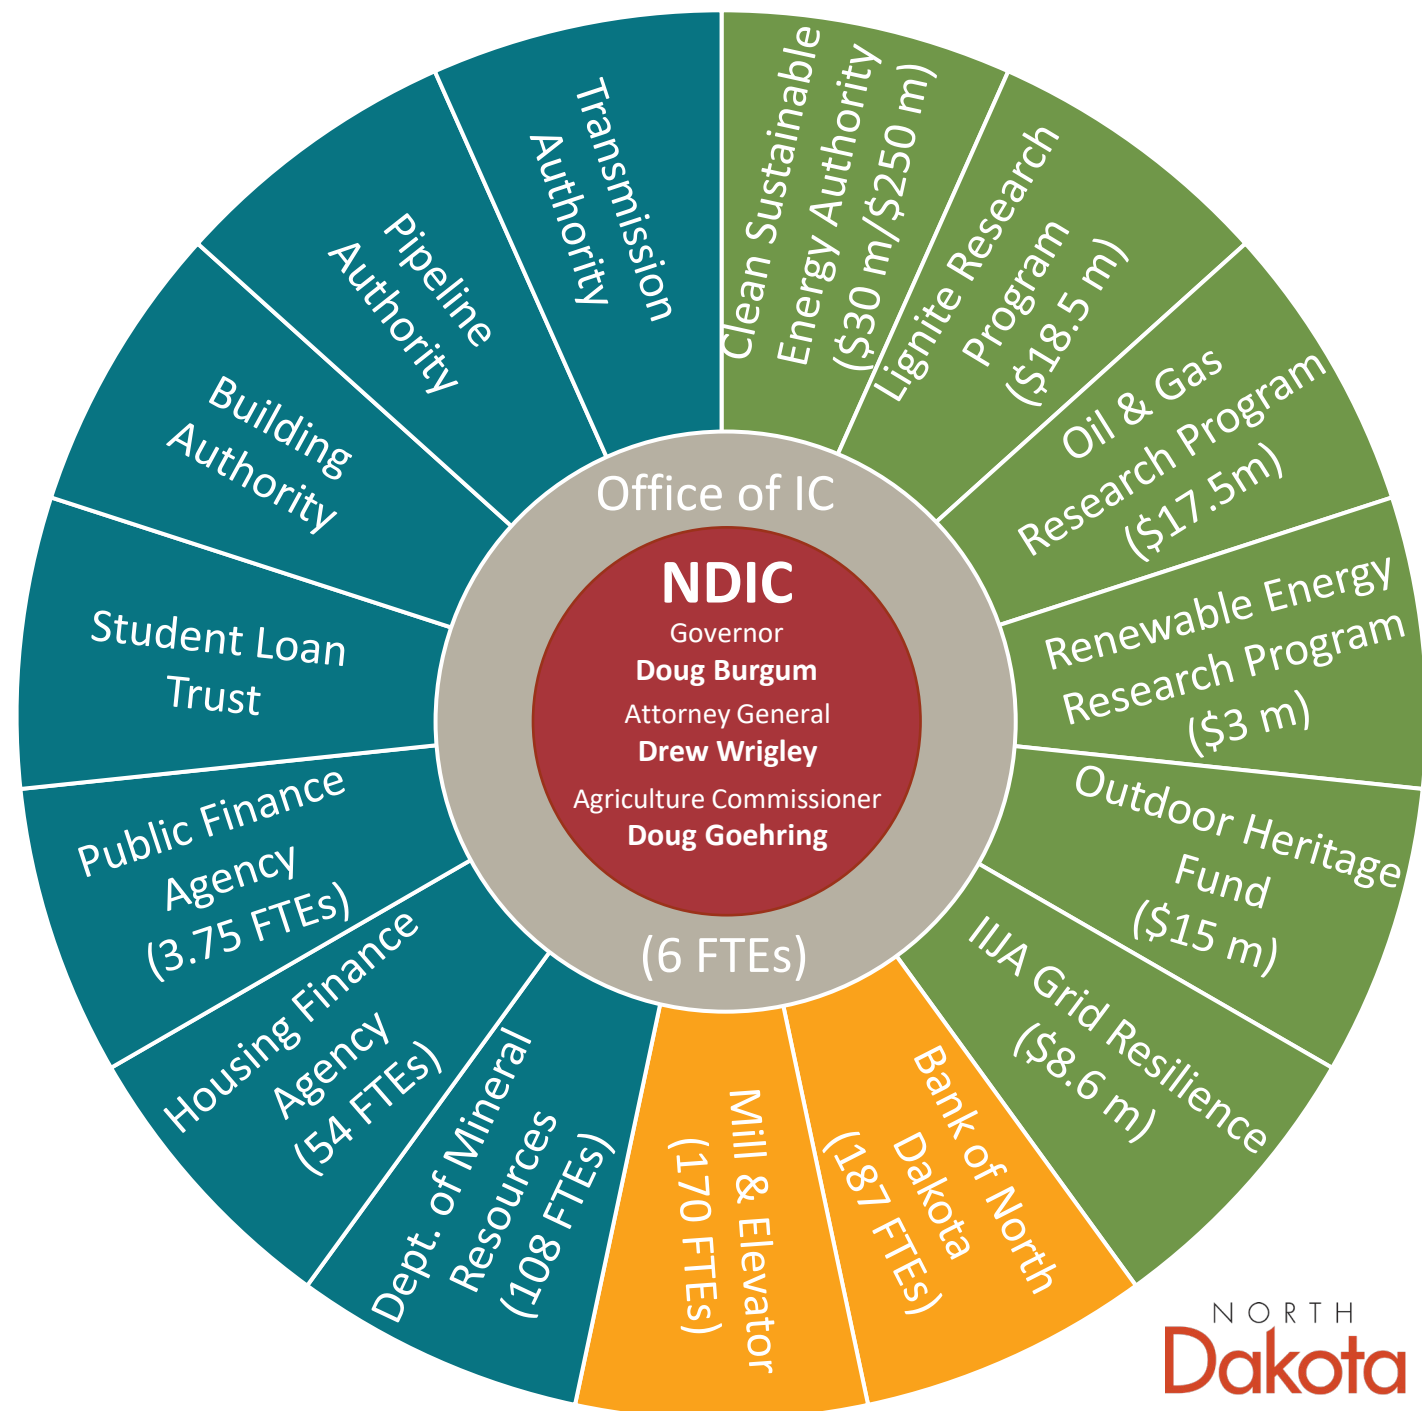 Clean Sustainable
Energy Authority
($30 m/$250 m)
Lignite Research
Program
($18.5 m)
Oil & Gas
Research Program
($17.5m)
Renewable Energy
Research Program
($3 m)
Outdoor Heritage
Fund
($15 m)
IIJA Grid Resilience
($8.6 m)
Bank of North
Dakota
(187 FTEs)
Mill & Elevator
(170 FTEs)
Dept. of Mineral
Resources
(108 FTEs)
Housing Finance
Agency
(54 FTEs)
Public Finance
Agency
(3.75 FTEs)
Student Loan
Trust
Building
Authority
Pipeline
Authority
Transmission
Authority
Office of IC
NDIC
Governor
Doug Burgum
Attorney General
Drew Wrigley
Agriculture Commissioner
Doug Goehring
(6 FTEs)
NORTH
Dakota